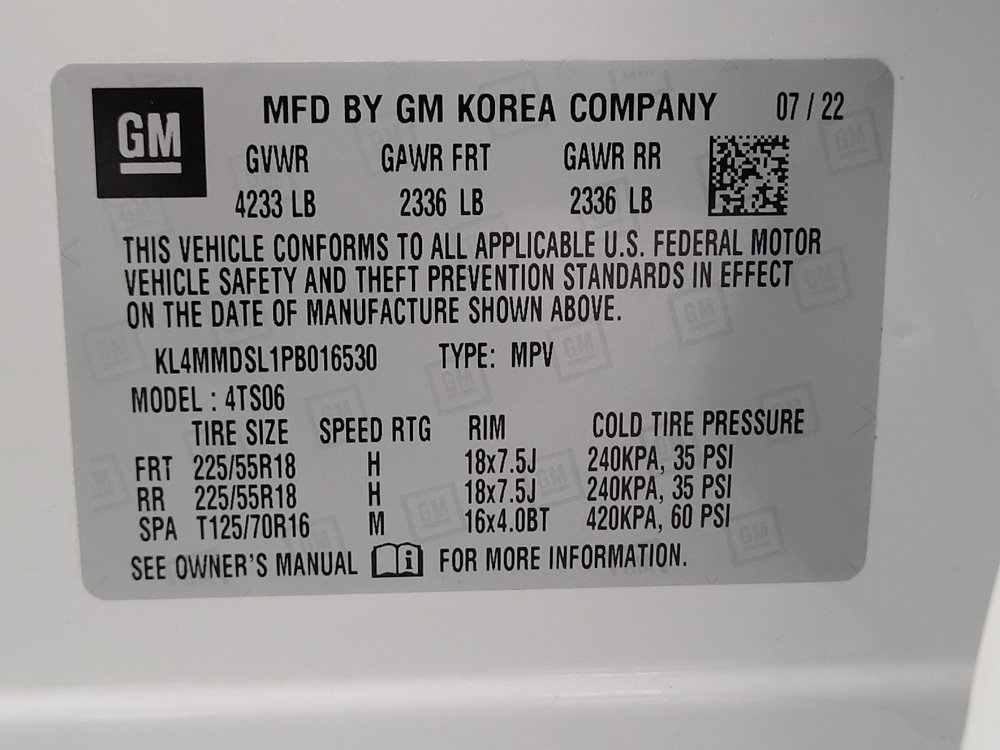 GM MFD BY GM KOREA COMPANY 07 / 22
GVWR GAWR FRT GAWR RR
4233 LB 2336 LB 2336 LB
THIS VEHICLE CONFORMS TO ALL APPLICABLE U.S. FEDERAL MOTOR
VEHICLE SAFETY AND THEFT PREVENTION STANDARDS IN EFFECT
ON THE DATE OF MANUFACTURE SHOWN ABOVE.
KL4MMDSL1PB016530 TYPE: MPV
MODEL : 4TS06
TIRE SIZE SPEED RTG RIM COLD TIRE PRESSURE
FRT 225/55R18 H 18x7.5J 240KPA, 35 PSI
RR 225/55R18 H 18x7.5J 240KPA, 35 PSI
SPA T125/70R16 M 16x4.0BT 420KPA, 60 PSI
SEE OWNER'S MANUAL i FOR MORE INFORMATION.